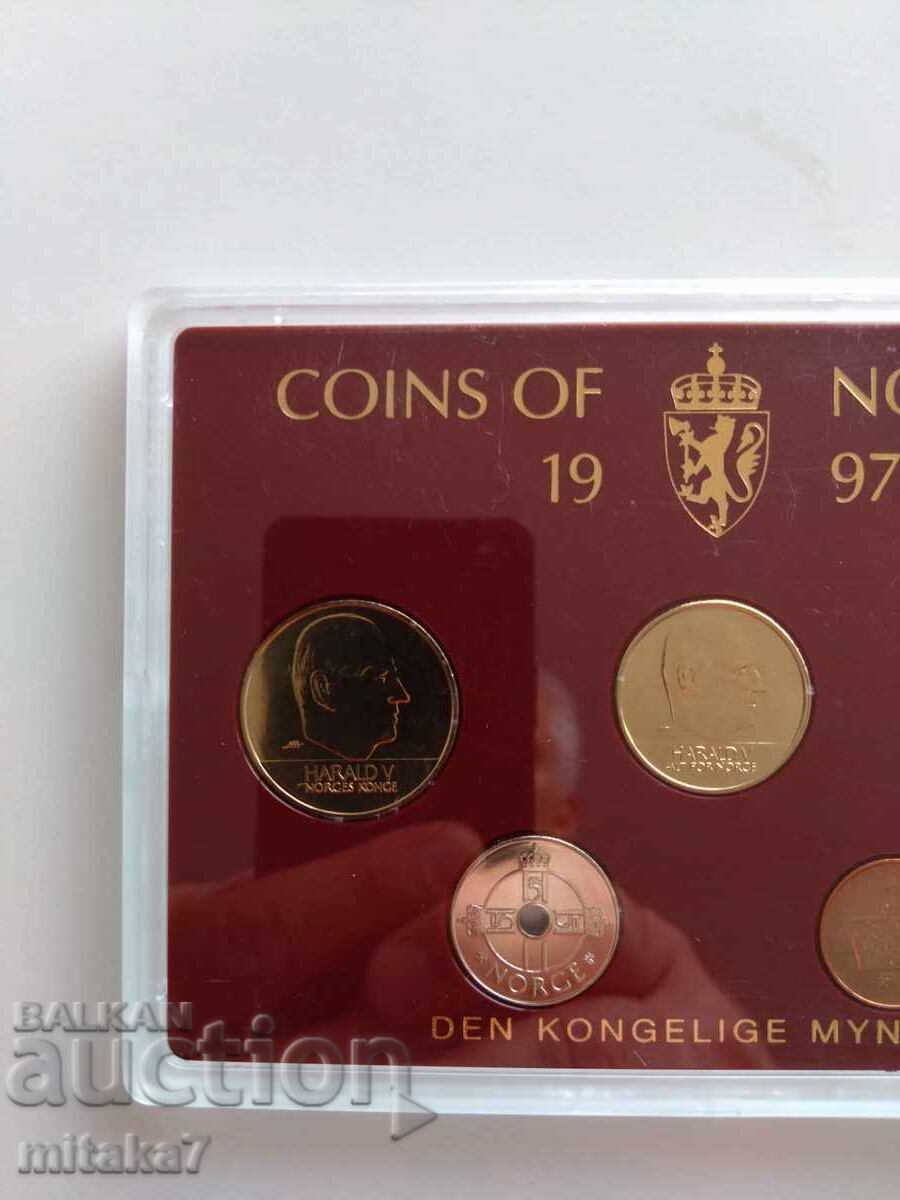 COINS OF NO
19 97
HARALD V
NORGES KONGE
HARALD V
ALT FOR NORGE
NORGE
DEN KONGELIGE MYN
BALKAN
auction
mitaka7